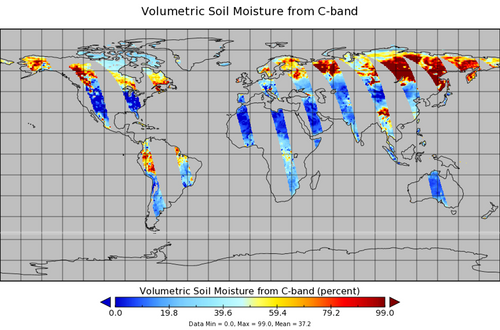 Volumetric Soil Moisture from C-band
Volumetric Soil Moisture from C-band (percent)
0.0 19.8 39.6 59.4 79.2 99.0
Data Min = 0.0, Max = 99.0, Mean = 37.2